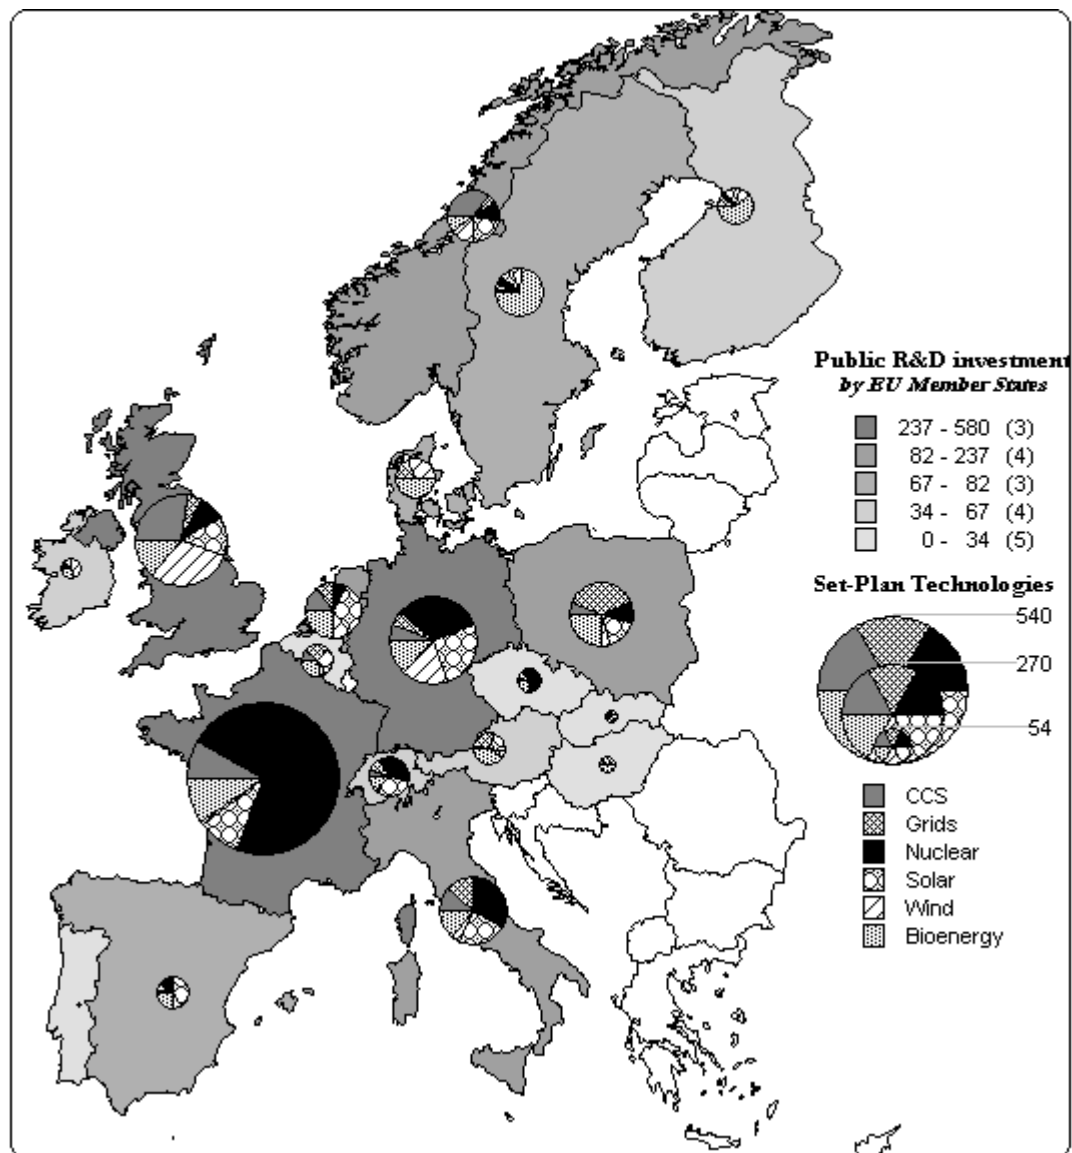 Public R&D investment
by EU Member States
237 - 580 (3)
82 - 237 (4)
67 - 82 (3)
34 - 67 (4)
0 - 34 (5)
Set-Plan Technologies
540
270
54
CCS
Grids
Nuclear
Solar
Wind
Bioenergy